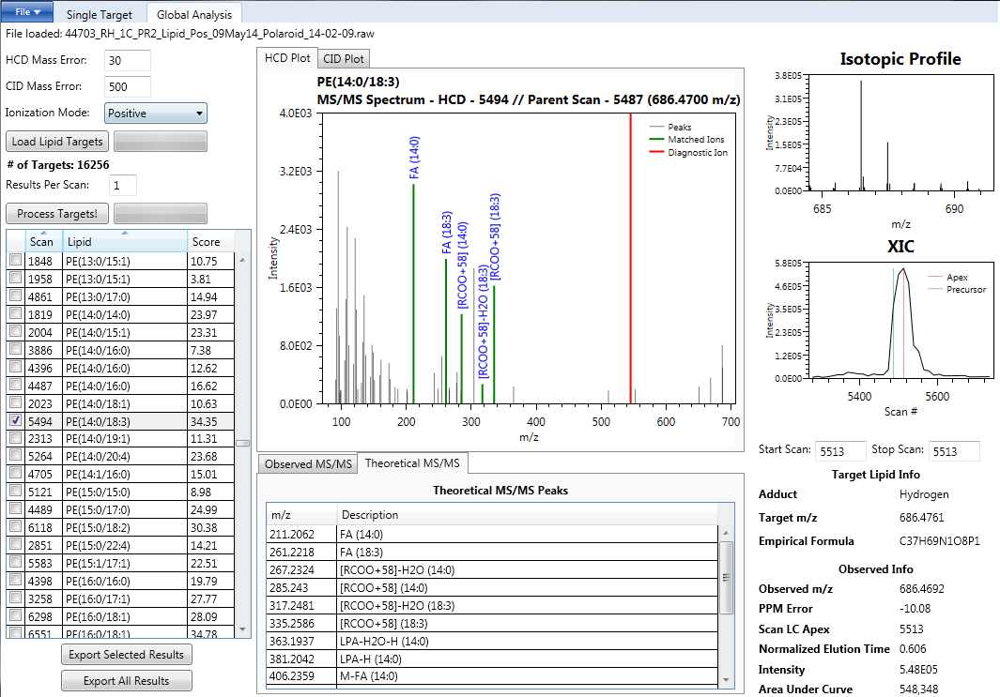 File
Single Target
Global Analysis
File loaded: 44703_RH_1C_PR2_Lipid_Pos_09May14_Polaroid_14-02-09.raw
HCD Mass Error: 30
CID Mass Error: 500
Ionization Mode: Positive
Load Lipid Targets
# of Targets: 16256
Results Per Scan: 1
Process Targets!
Scan Lipid Score
1848 PE(13:0/15:1) 10.75
1958 PE(13:0/15:1) 3.81
4861 PE(13:0/17:0) 14.94
1819 PE(14:0/14:0) 23.97
2004 PE(14:0/15:1) 23.31
3886 PE(14:0/16:0) 7.38
4396 PE(14:0/16:0) 12.62
4487 PE(14:0/16:0) 16.62
2023 PE(14:0/18:1) 10.63
5494 PE(14:0/18:3) 34.35
2313 PE(14:0/19:1) 11.31
5264 PE(14:0/20:4) 23.68
4705 PE(14:1/16:0) 15.01
5121 PE(15:0/15:0) 8.98
4489 PE(15:0/17:0) 24.99
6118 PE(15:0/18:2) 30.38
2851 PE(15:0/22:4) 14.21
5583 PE(15:1/17:1) 22.51
4398 PE(16:0/16:0) 19.79
3258 PE(16:0/17:1) 27.77
6298 PE(16:0/18:1) 28.09
6551 PE(16:0/18:1) 34.78
Export Selected Results
Export All Results
HCD Plot
CID Plot
PE(14:0/18:3)
MS/MS Spectrum - HCD - 5494 // Parent Scan - 5487 (686.4700 m/z)
4.0E03
3.2E03
2.4E03
1.6E03
8.0E02
0.0E00
Intensity
FA (14:0)
FA (18:3)
[RCOO+58] (14:0)
[RCOO+58]-H2O (18:3)
[RCOO+58] (18:3)
Peaks
Matched Ions
Diagnostic Ion
100 200 300 400 500 600 700
m/z
Observed MS/MS
Theoretical MS/MS
Theoretical MS/MS Peaks
m/z Description
211.2062 FA (14:0)
261.2218 FA (18:3)
267.2324 [RCOO+58]-H2O (14:0)
285.243 [RCOO+58] (14:0)
317.2481 [RCOO+58]-H2O (18:3)
335.2586 [RCOO+58] (18:3)
363.1937 LPA-H2O-H (14:0)
381.2042 LPA-H (14:0)
406.2359 M-FA (14:0)
Isotopic Profile
3.8E05
3.1E05
2.3E05
1.5E05
7.7E04
0.0E00
Intensity
685 690
m/z
XIC
5.8E05
4.6E05
3.5E05
2.3E05
1.2E05
0.0E00
Intensity
Apex
Precursor
5400 5600
Scan #
Start Scan: 5513 Stop Scan: 5513
Target Lipid Info
Adduct Hydrogen
Target m/z 686.4761
Empirical Formula C37H69N1O8P1
Observed Info
Observed m/z 686.4692
PPM Error -10.08
Scan LC Apex 5513
Normalized Elution Time 0.606
Intensity 5.48E05
Area Under Curve 548,348